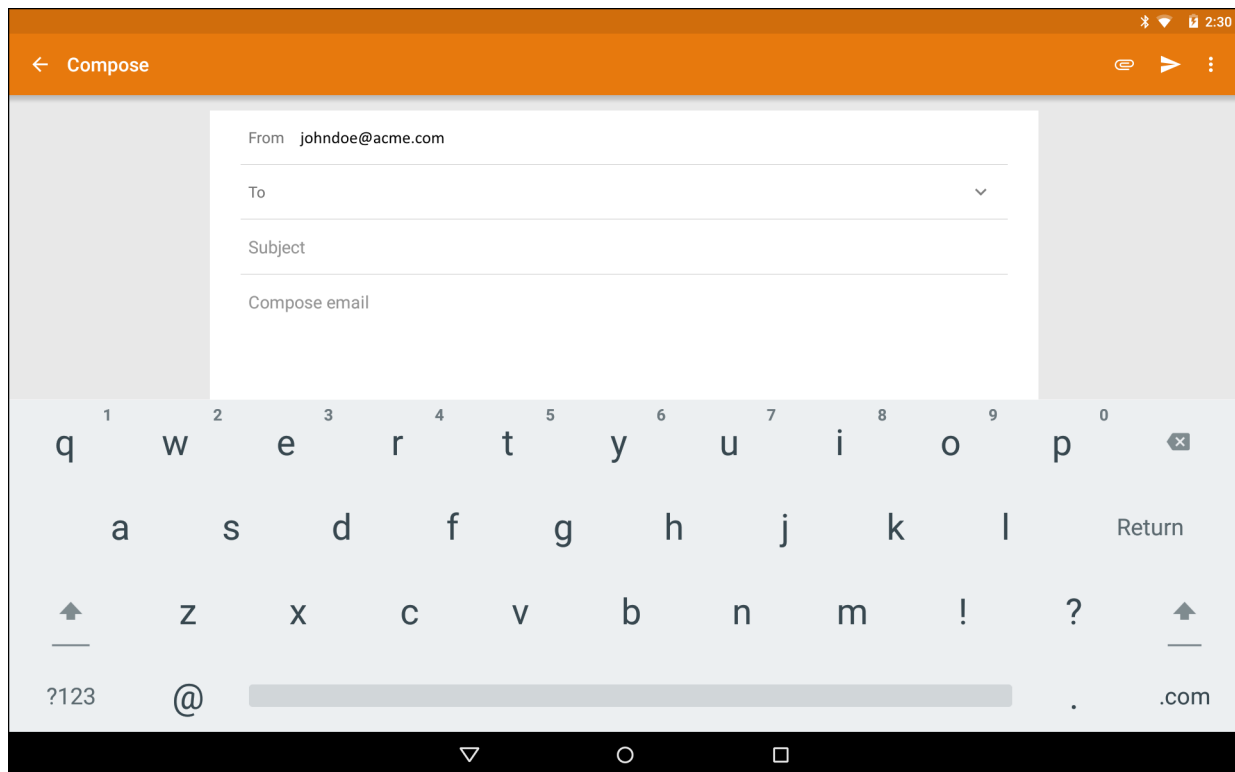 2:30
Compose
From johndoe@acme.com
To
Subject
Compose email
1 2 3 4 5 6 7 8 9 0
q w e r t y u i o p
a s d f g h j k l Return
z x c v b n m ! ?
?123 @ . .com